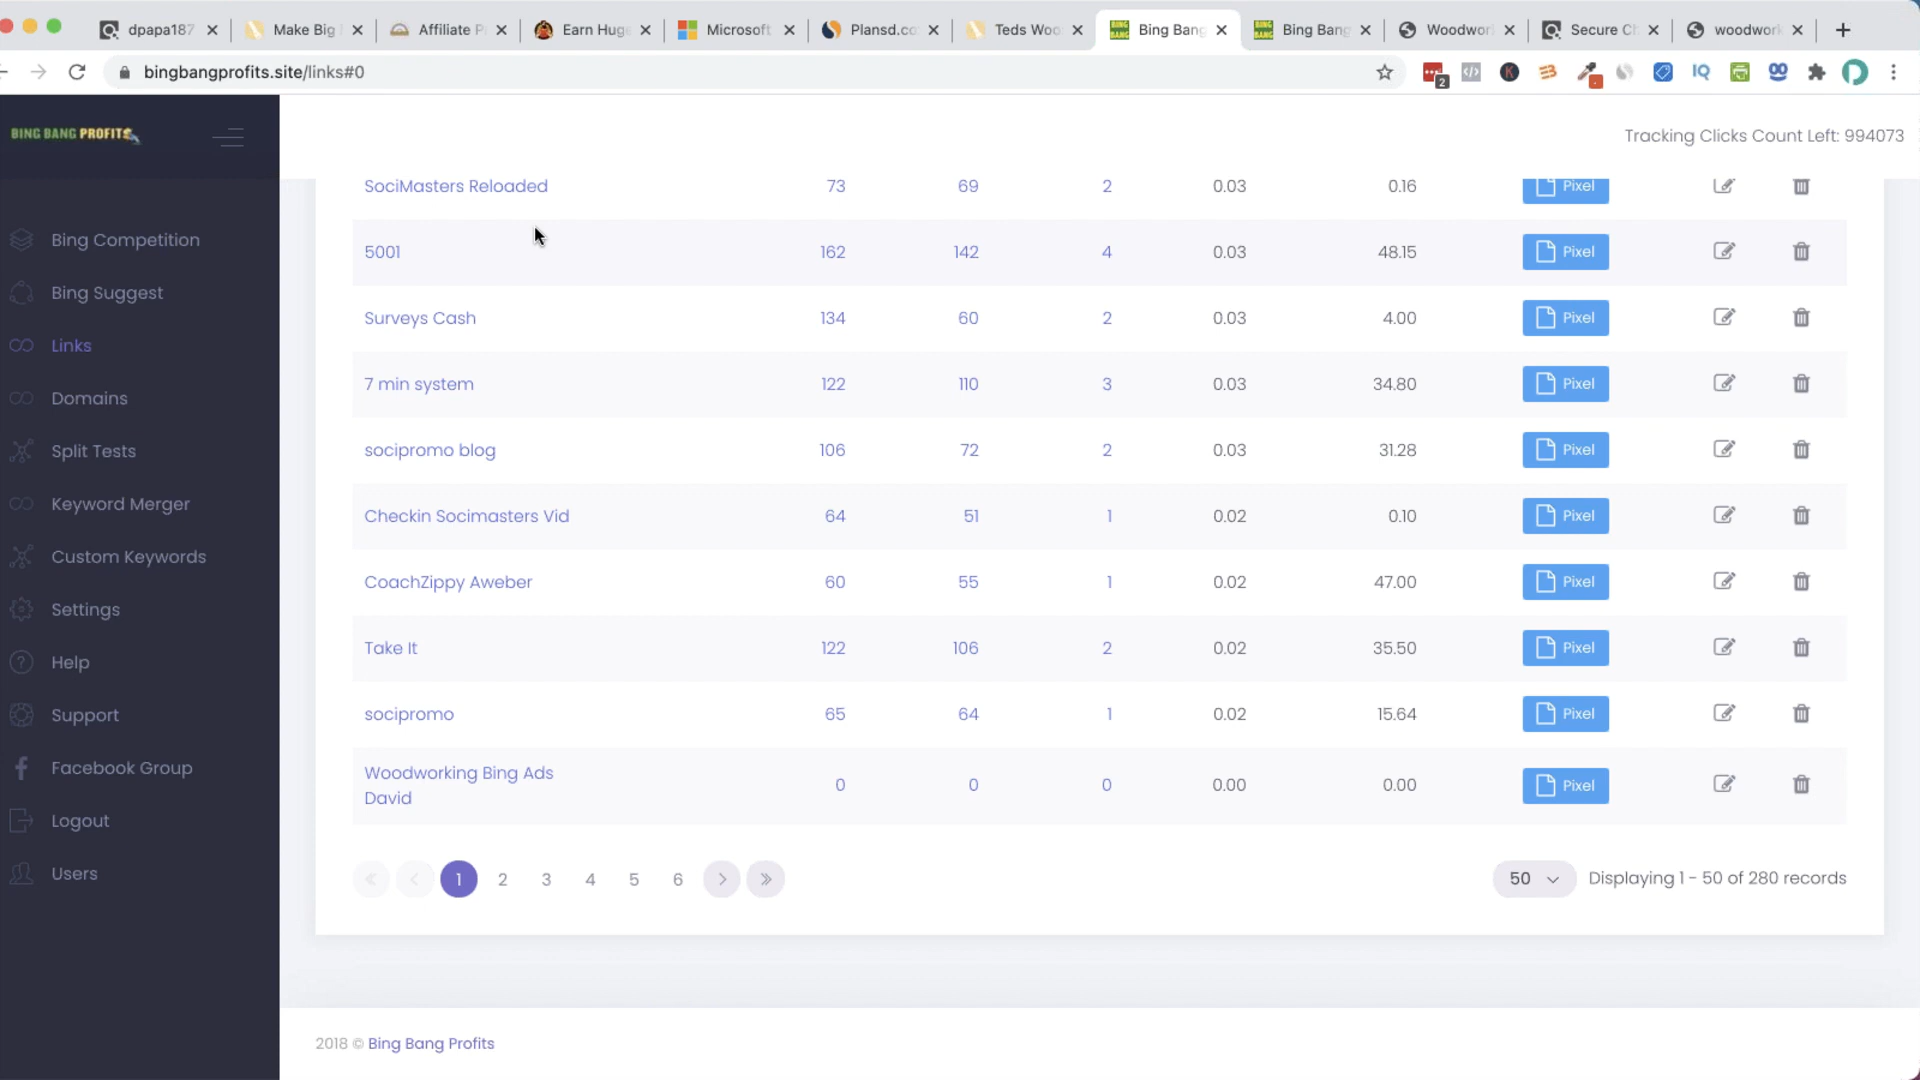 dpapa187
Make Big
Affiliate P
Earn Huge
Microsoft
Plansd.co
Teds Woo
Bing Bang
Bing Bang
Woodwor
Secure C
woodwork
bingbangprofits.site/links#0
2
IQ
BING BANG PROFITS
Tracking Clicks Count Left: 994073
Bing Competition
Bing Suggest
Links
Domains
Split Tests
Keyword Merger
Custom Keywords
Settings
Help
Support
Facebook Group
Logout
Users
SociMasters Reloaded 73 69 2 0.03 0.16 Pixel
5001 162 142 4 0.03 48.15 Pixel
Surveys Cash 134 60 2 0.03 4.00 Pixel
7 min system 122 110 3 0.03 34.80 Pixel
socipromo blog 106 72 2 0.03 31.28 Pixel
Checkin Socimasters Vid 64 51 1 0.02 0.10 Pixel
CoachZippy Aweber 60 55 1 0.02 47.00 Pixel
Take It 122 106 2 0.02 35.50 Pixel
socipromo 65 64 1 0.02 15.64 Pixel
Woodworking Bing Ads
David 0 0 0 0.00 0.00 Pixel
1 2 3 4 5 6
50 Displaying 1 - 50 of 280 records
2018 © Bing Bang Profits